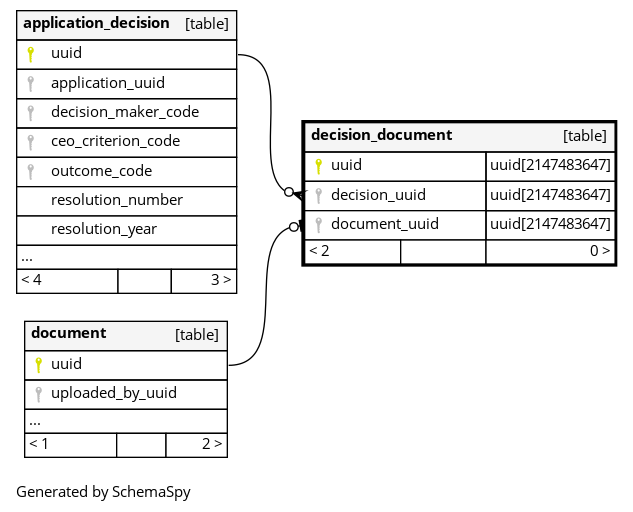 application_decision [table]
uuid
application_uuid
decision_maker_code
ceo_criterion_code
outcome_code
resolution_number
resolution_year
...
< 4 3 >
decision_document [table]
uuid uuid[2147483647]
decision_uuid uuid[2147483647]
document_uuid uuid[2147483647]
< 2 0 >
document [table]
uuid
uploaded_by_uuid
...
< 1 2 >
Generated by SchemaSpy